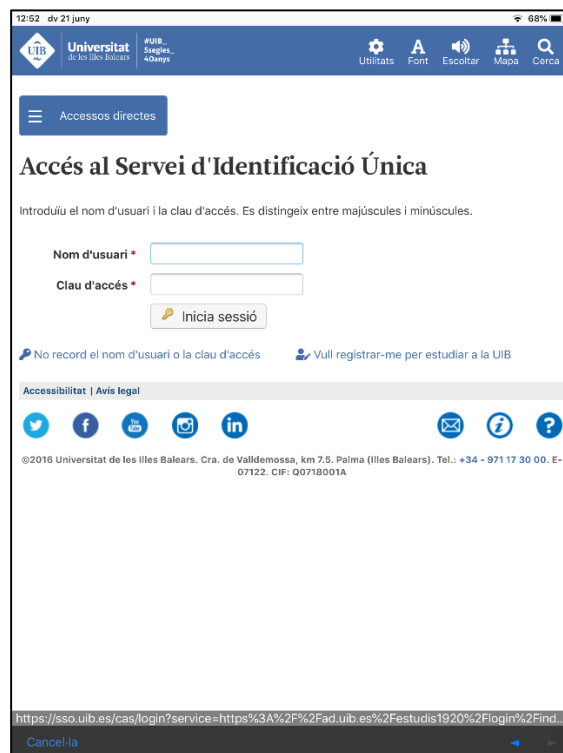 12:52 dv 21 juny 68%
UIB
Universitat
de les Illes Balears
#UIB_
5segles_
40anys
Utilitats Font Escoltar Mapa Cerca
Accessos directes
Accés al Servei d'Identificació Única
Introduïu el nom d'usuari i la clau d'accés. Es distingeix entre majúscules i minúscules.
Nom d'usuari *
Clau d'accés *
Inicia sessió
No record el nom d'usuari o la clau d'accés Vull registrar-me per estudiar a la UIB
Accessibilitat | Avís legal
©2016 Universitat de les Illes Balears. Cra. de Valldemossa, km 7.5. Palma (Illes Balears). Tel.: +34 - 971 17 30 00. E-
07122. CIF: Q0718001A
https://sso.uib.es/cas/login?service=https%3A%2F%2Fad.uib.es%2Festudis1920%2Flogin%2Find...
Cancel·la